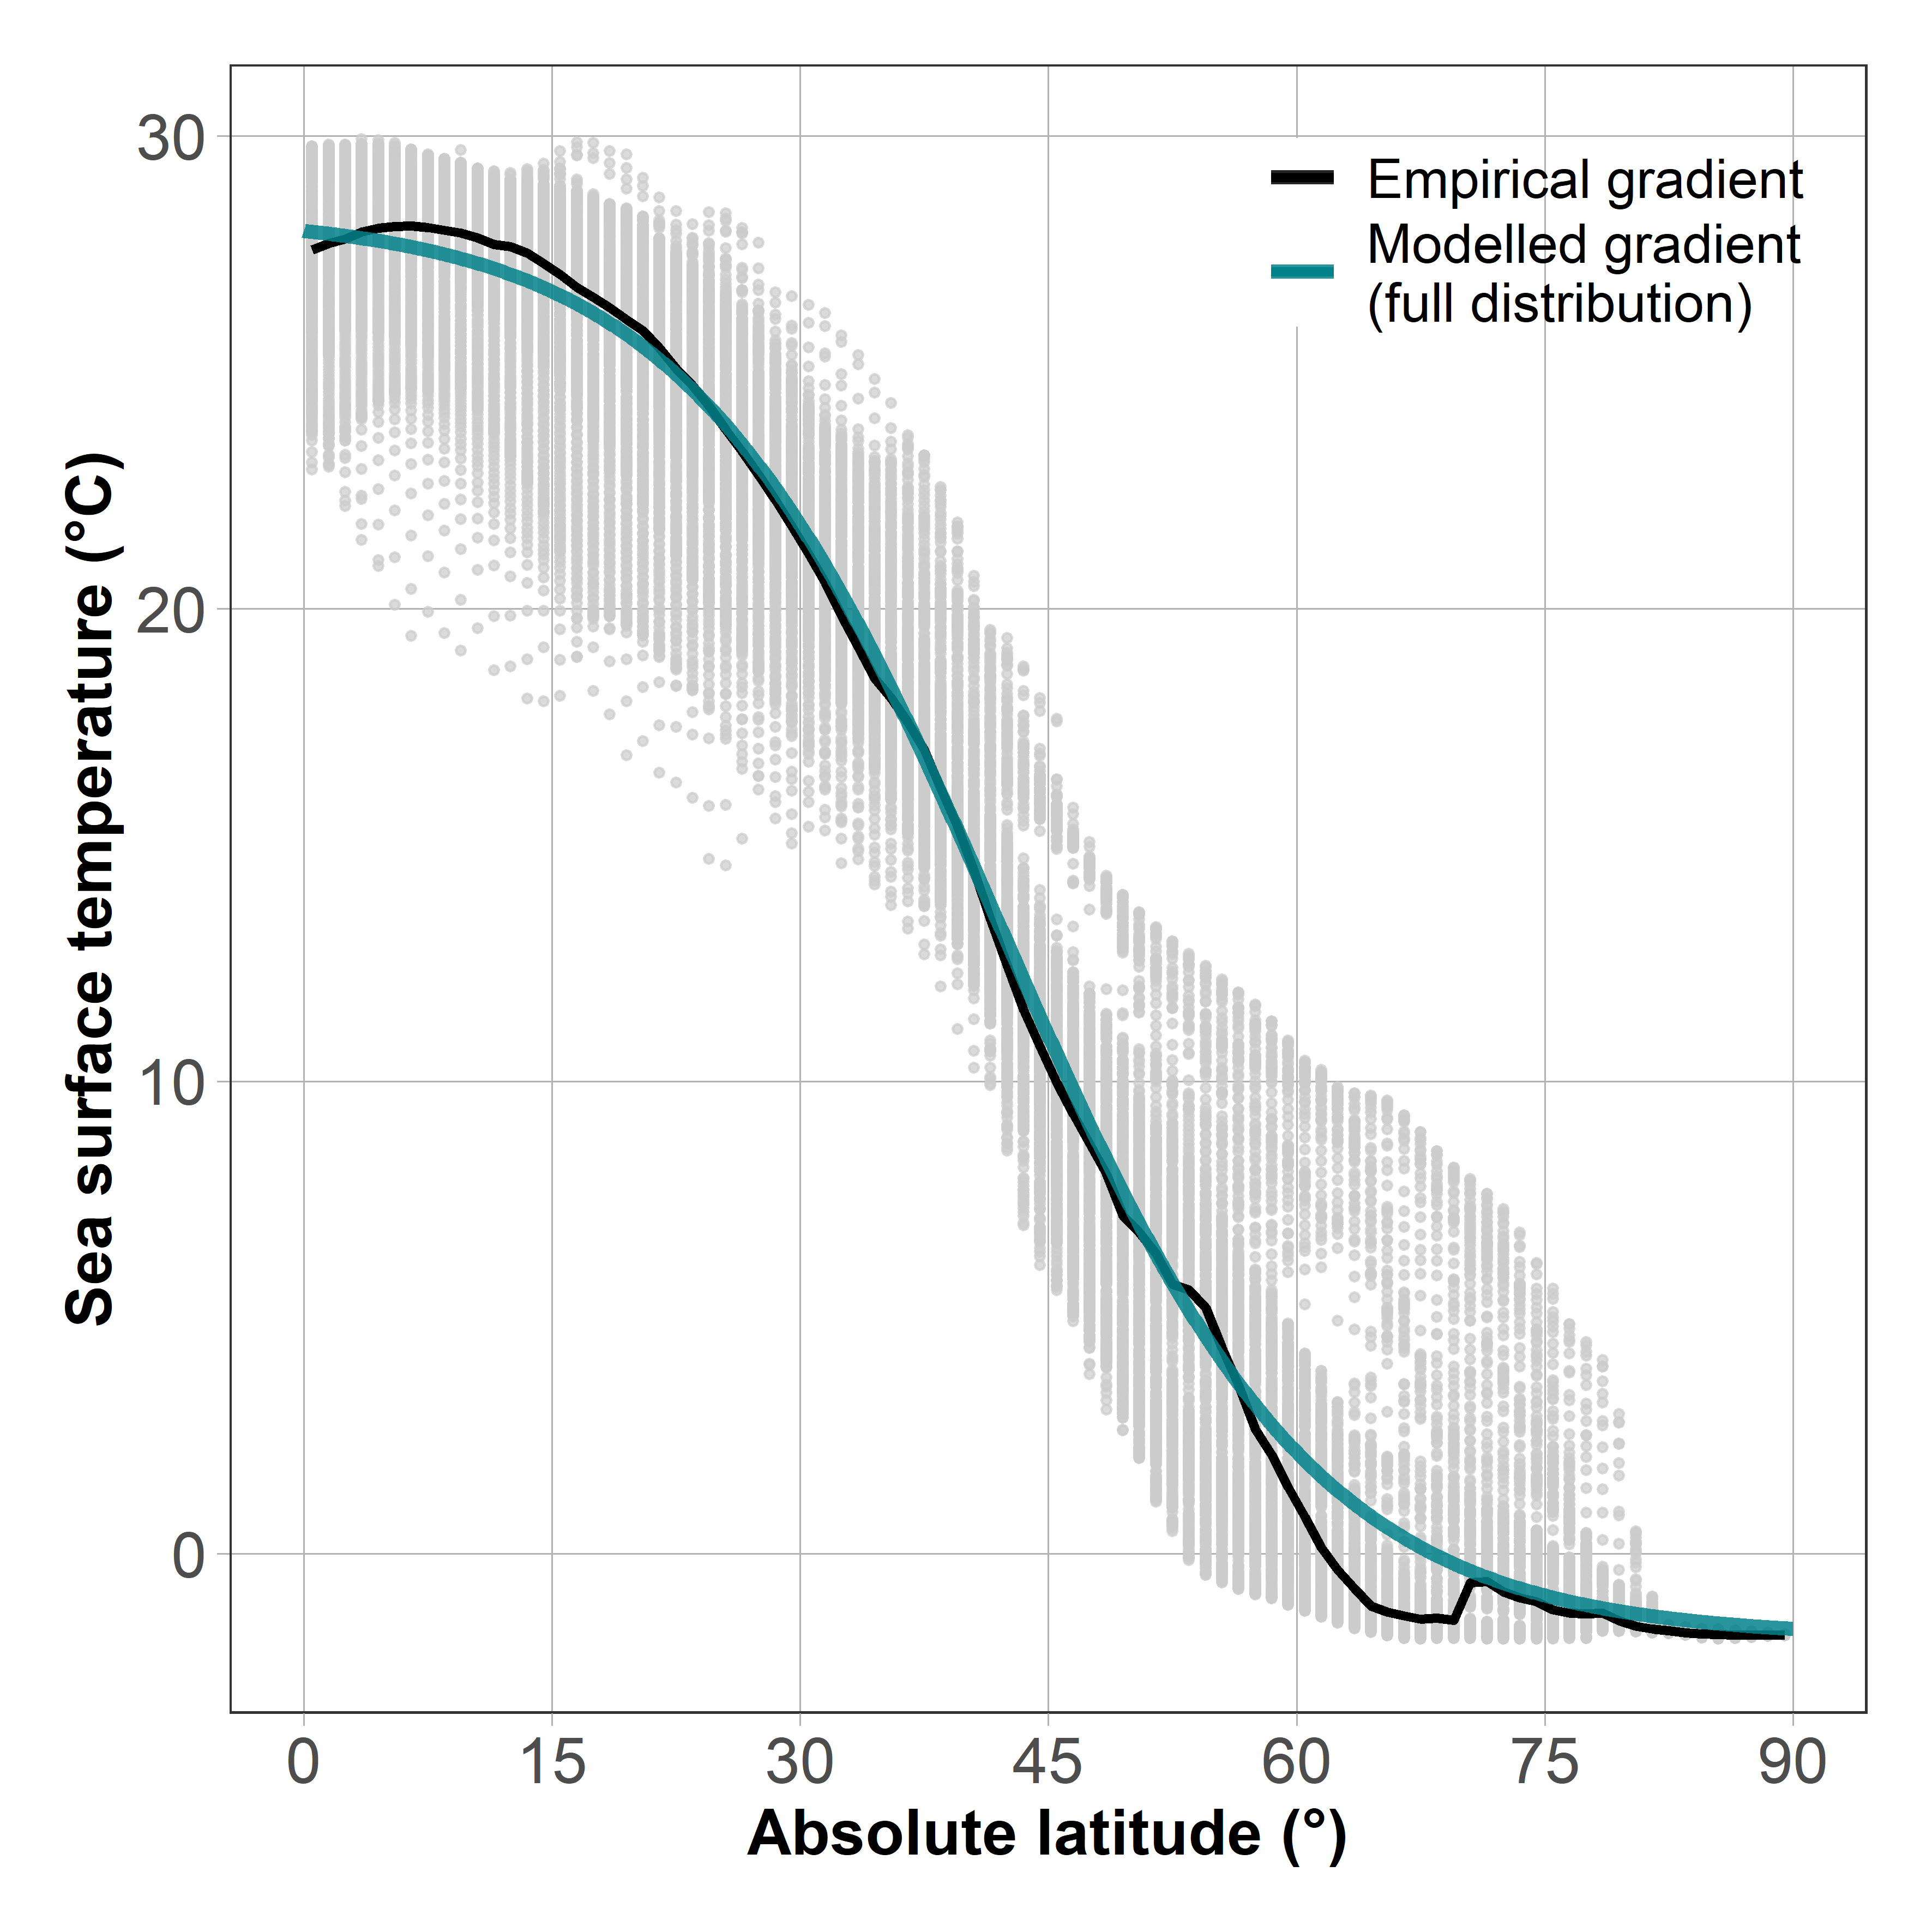 Empirical gradient
Modelled gradient
(full distribution)
30
20
10
0
Sea surface temperature (°C)
0 15 30 45 60 75 90
Absolute latitude (°)